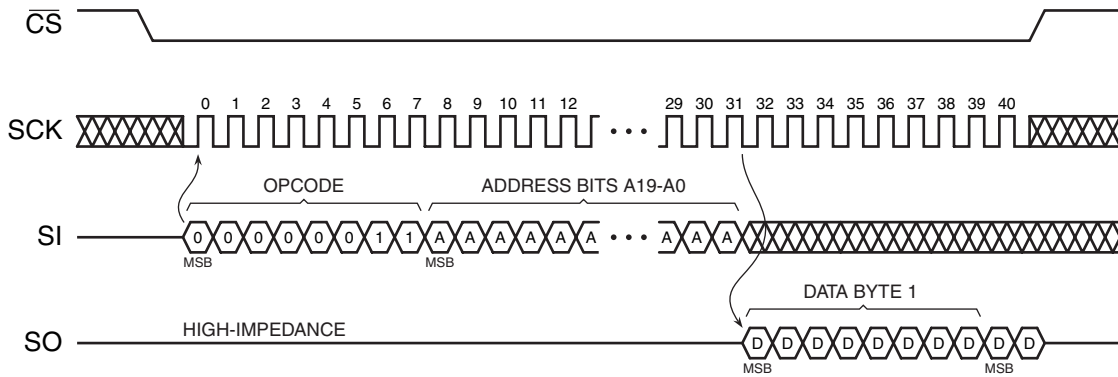 CS
0 1 2 3 4 5 6 7 8 9 10 11 12 29 30 31 32 33 34 35 36 37 38 39 40
SCK
OPCODE ADDRESS BITS A19-A0
SI 0 0 0 0 0 0 1 1 A A A A A A A A A
MSB MSB
DATA BYTE 1
HIGH-IMPEDANCE
SO D D D D D D D D D D
MSB MSB